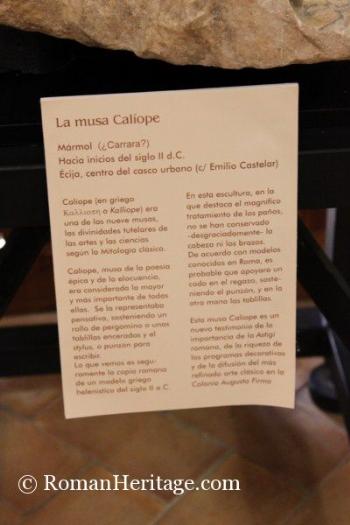 La musa Calíope
Mármol (¿Carrara?)
Hacia inicios del siglo II d.C.
Écija, centro del casco urbano (c/ Emilio Castelar)
Calíope (en griego
Καλλιοπη o Kalliope) era
una de las nueve musas,
las divinidades tutelares de
las artes y las ciencias
según la Mitología clásica.
Calíope, musa de la poesía
épica y de la elocuencia,
era considerada la mayor
y más importante de todas
ellas. Se la representaba
pensativa, sosteniendo un
rollo de pergamino o unas
tablillas enceradas y el
stylus, o punzón para
escribir.
Lo que vemos es segu-
ramente la copia romana
de un modelo griego
helenístico del siglo II a.C.
En esta escultura, en la
que destaca el magnífico
tratamiento de los paños,
no se han conservado
-desgraciadamente- la
cabeza ni los brazos.
De acuerdo con modelos
conocidos en Roma, es
probable que apoyara un
codo en el regazo, soste-
niendo el punzón, y en la
otra mano las tablillas.
Esta musa Calíope es un
nuevo testimonio de la
importancia de la Astigi
romana, de la riqueza de
los programas decorativos
y de la difusión del más
refinado arte clásico en la
Colonia Augusta Firma
© RomanHeritage.com